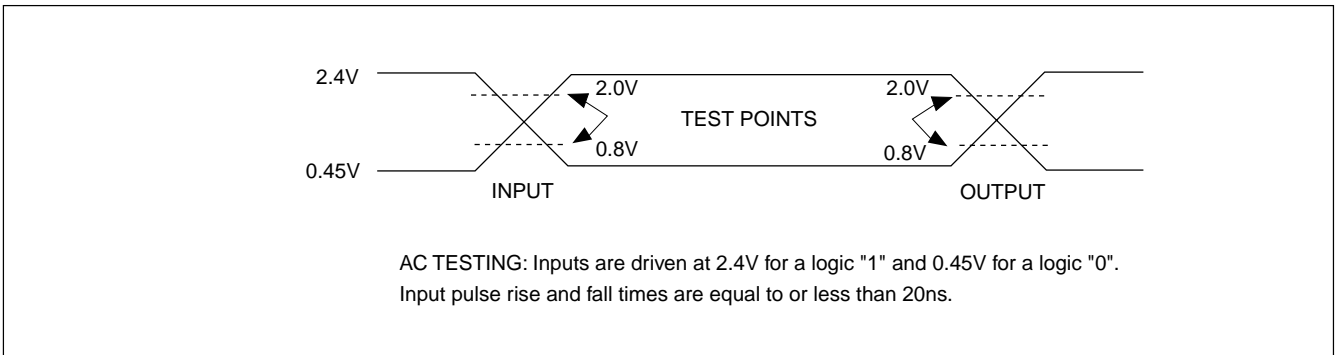 2.4V
2.0V
2.0V
TEST POINTS
0.8V
0.8V
0.45V
INPUT
OUTPUT
AC TESTING: Inputs are driven at 2.4V for a logic "1" and 0.45V for a logic "0".
Input pulse rise and fall times are equal to or less than 20ns.